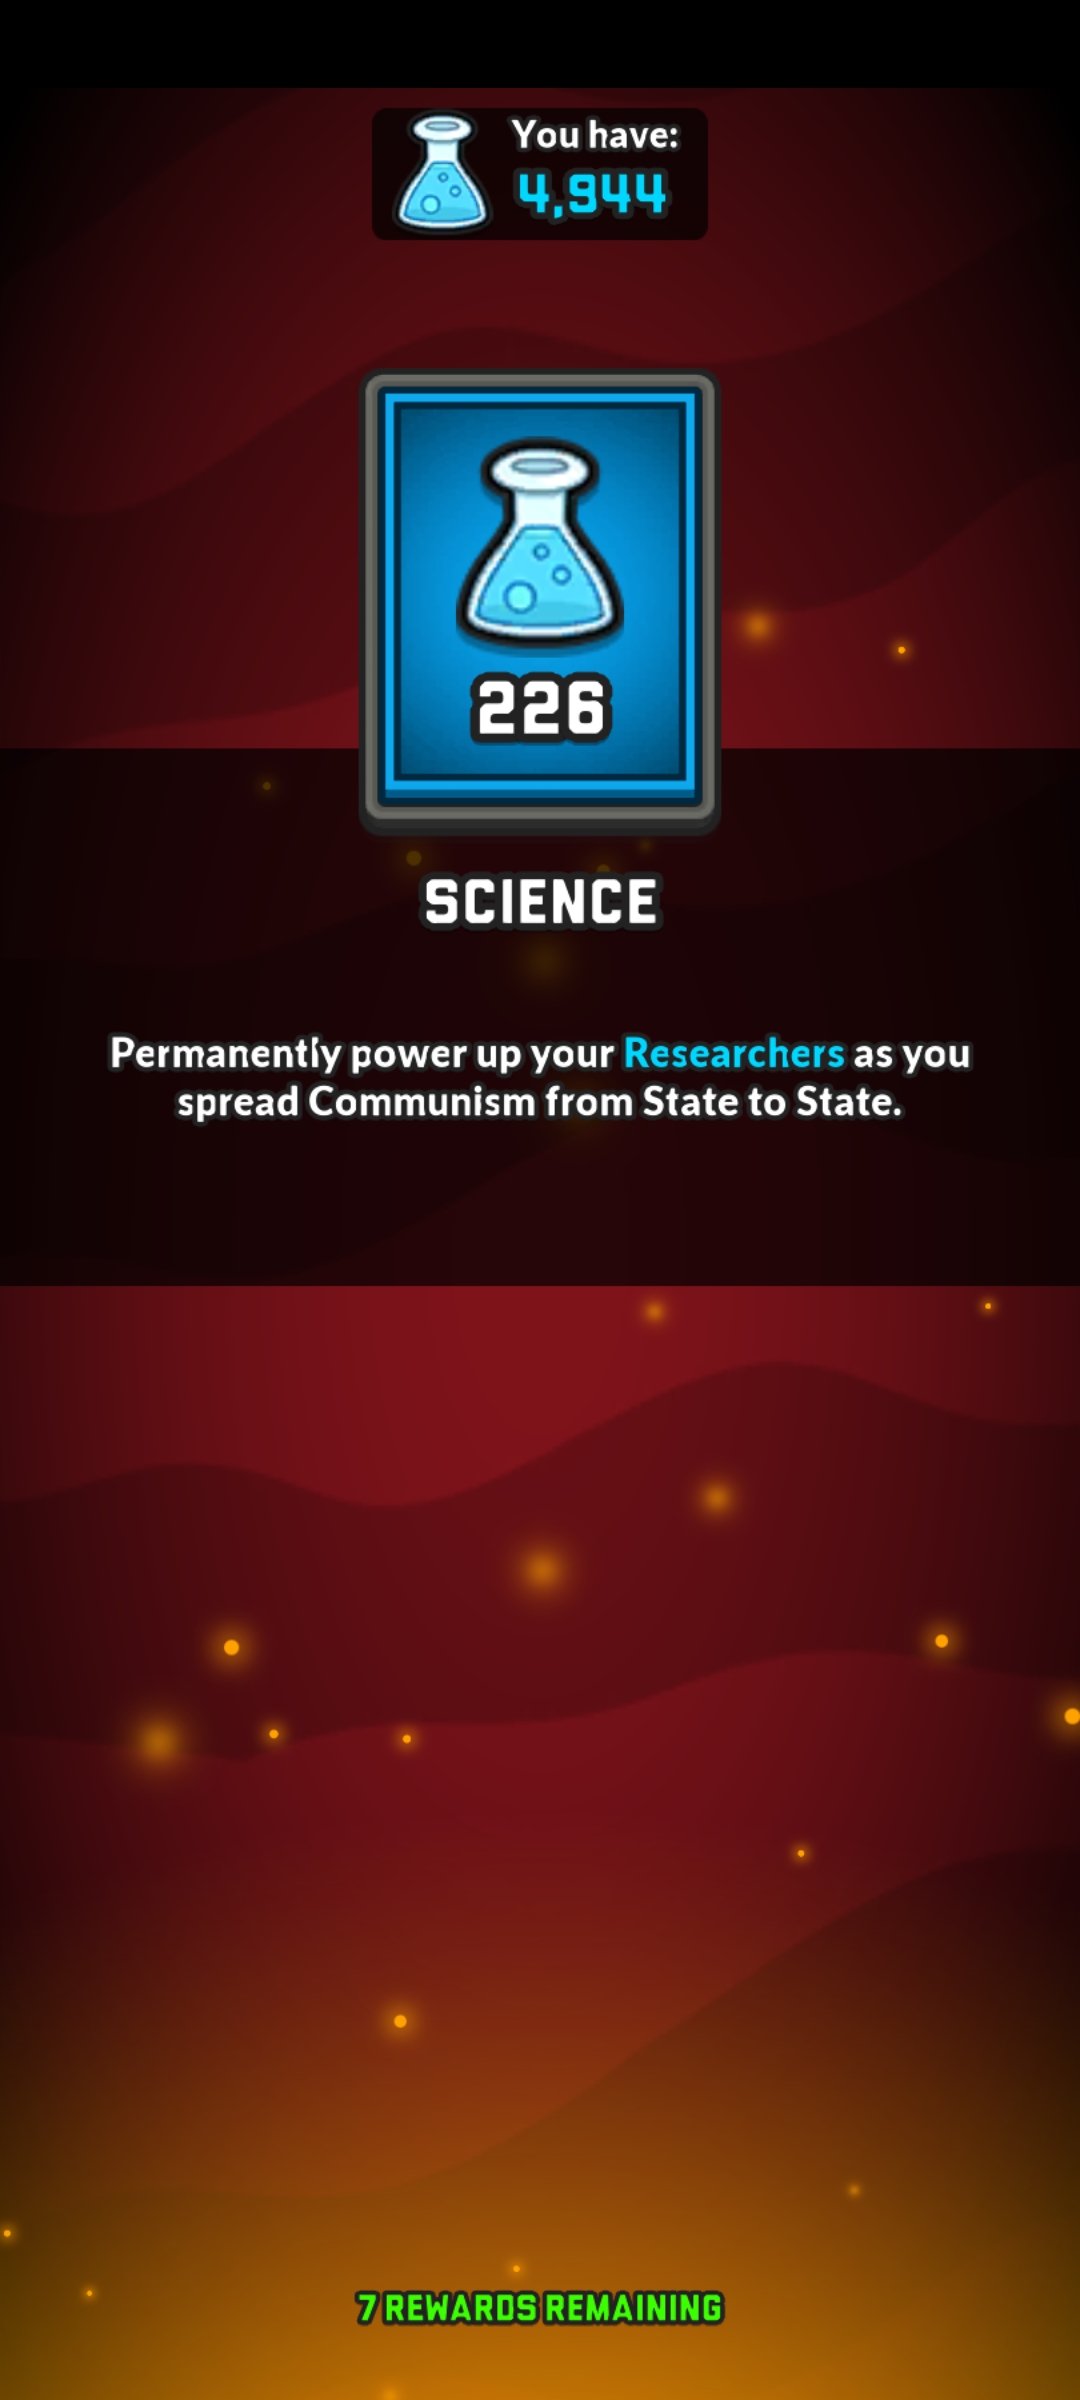 You have:
4,944
226
SCIENCE
Permanently power up your Researchers as you
spread Communism from State to State.
7 REWARDS REMAINING